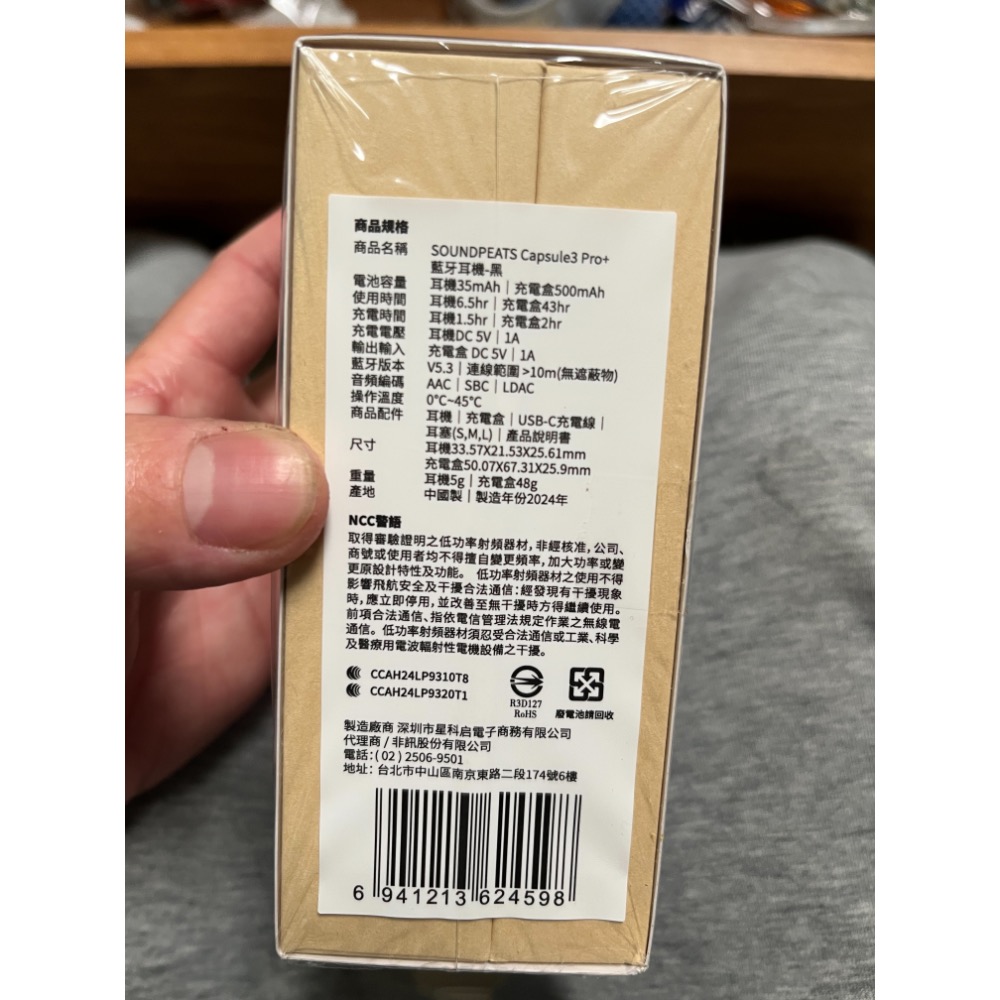 商品規格
商品名稱 SOUNDPEATS Capsule3 Pro+
藍牙耳機-黑
電池容量 耳機35mAh｜充電盒500mAh
使用時間 耳機6.5hr｜充電盒43hr
充電時間 耳機1.5hr｜充電盒2hr
充電電壓 耳機DC 5V｜1A
輸出輸入 充電盒 DC 5V｜1A
藍牙版本 V5.3｜連線範圍 >10m(無遮蔽物)
音頻編碼 AAC｜SBC｜LDAC
操作溫度 0°C~45°C
商品配件 耳機｜充電盒｜USB-C充電線｜
耳塞(S,M,L)｜產品說明書
尺寸 耳機33.57X21.53X25.61mm
充電盒50.07X67.31X25.9mm
重量 耳機5g｜充電盒48g
產地 中國製｜製造年份2024年
NCC警語
取得審驗證明之低功率射頻器材,非經核准,公司、
商號或使用者均不得擅自變更頻率,加大功率或變
更原設計特性及功能。 低功率射頻器材之使用不得
影響飛航安全及干擾合法通信;經發現有干擾現象
時,應立即停用,並改善至無干擾時方得繼續使用。
前項合法通信、指依電信管理法規定作業之無線電
通信。低功率射頻器材須忍受合法通信或工業、科學
及醫療用電波輻射性電機設備之干擾。
CCAH24LP9310T8
CCAH24LP9320T1
R3D127
RoHS
廢電池請回收
製造廠商 深圳市星科启電子商務有限公司
代理商 / 非訊股份有限公司
電話:( 02 ) 2506-9501
地址: 台北市中山區南京東路二段174號6樓
6 941213 624598